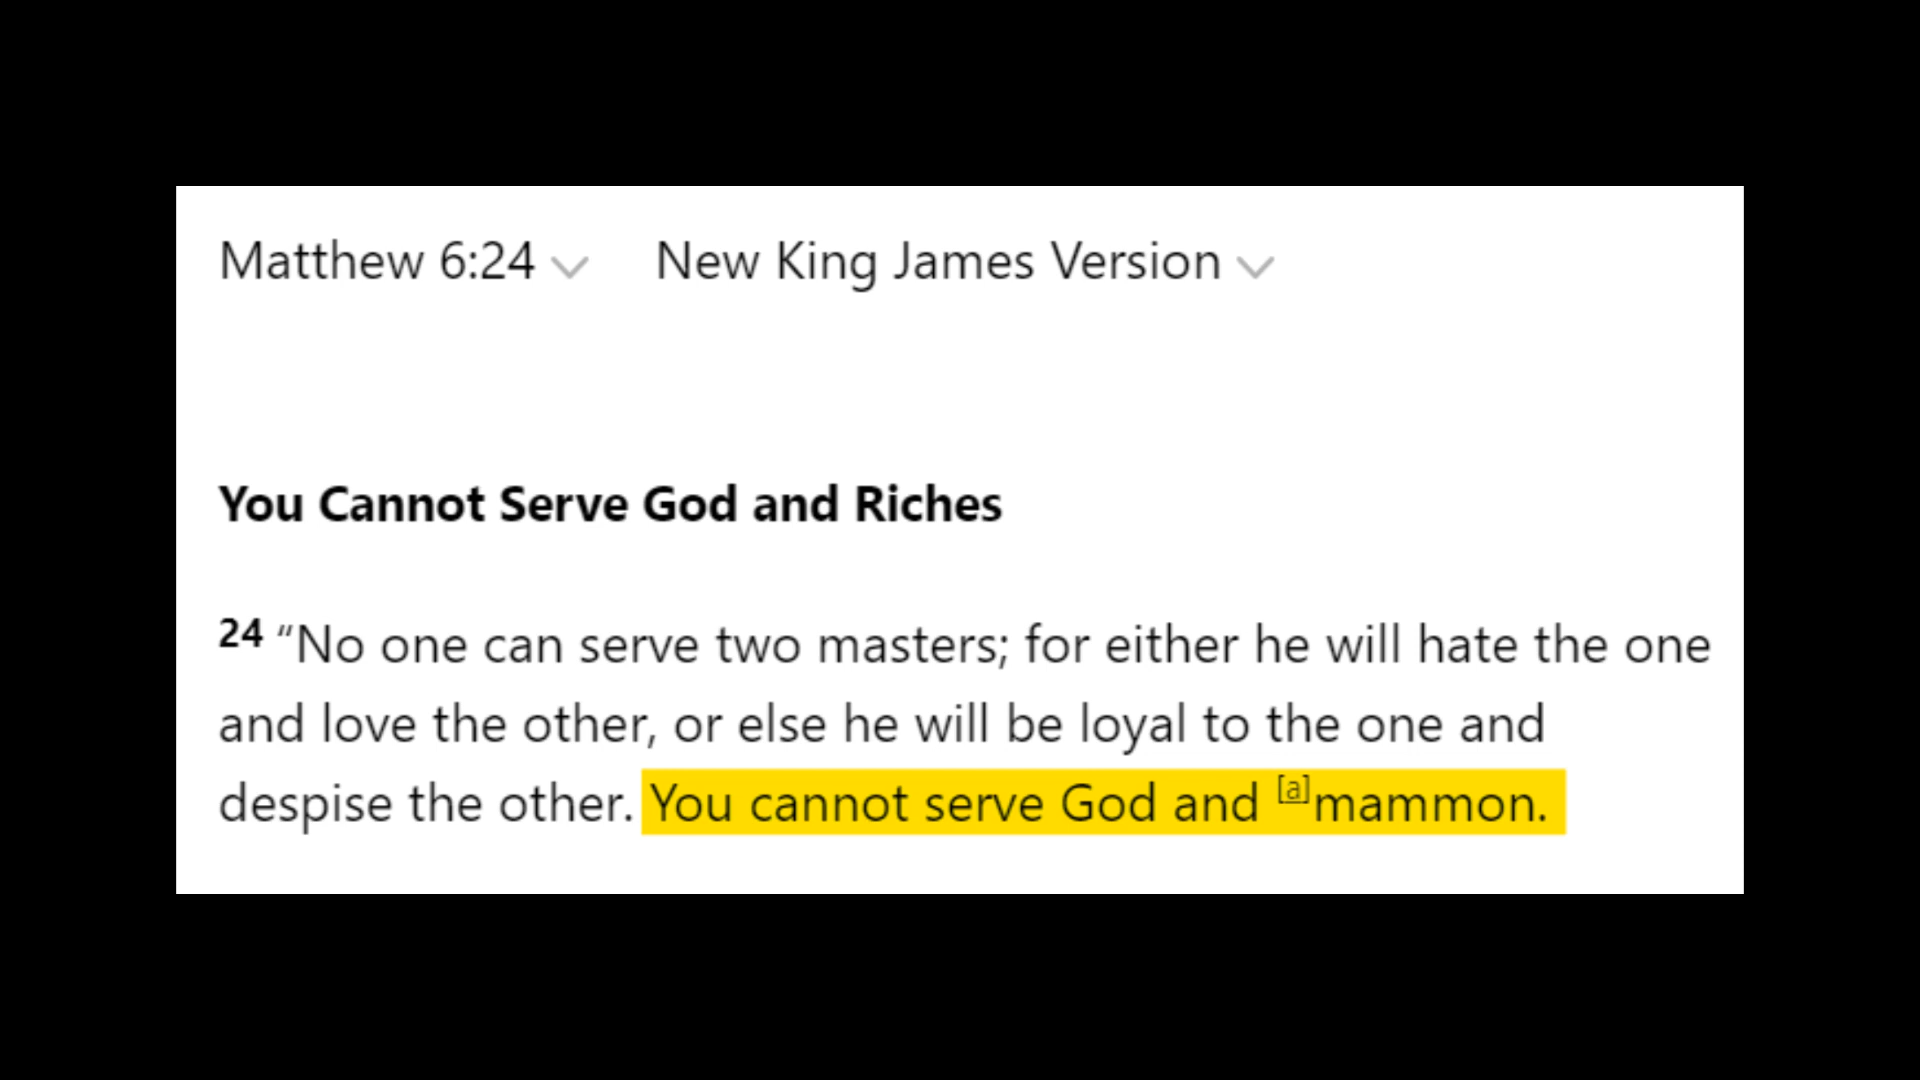 Matthew 6:24 New King James Version
You Cannot Serve God and Riches
24 “No one can serve two masters; for either he will hate the one
and love the other, or else he will be loyal to the one and
despise the other. You cannot serve God and [a]mammon.